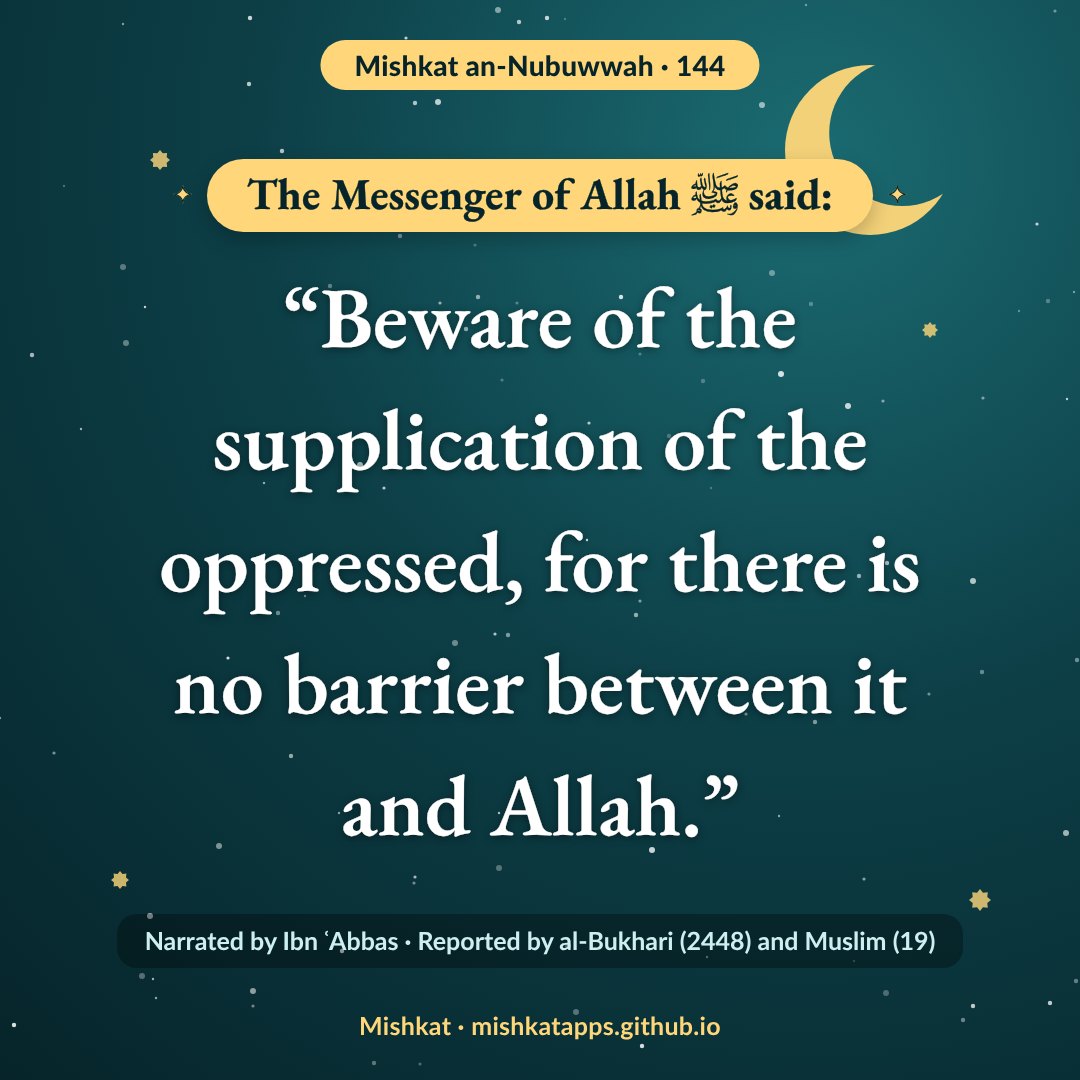 Mishkat an-Nubuwwah · 144
The Messenger of Allah ﷺ said:
“Beware of the
supplication of the
oppressed, for there is
no barrier between it
and Allah.”
Narrated by Ibn ʿAbbas · Reported by al-Bukhari (2448) and Muslim (19)
Mishkat · mishkatapps.github.io